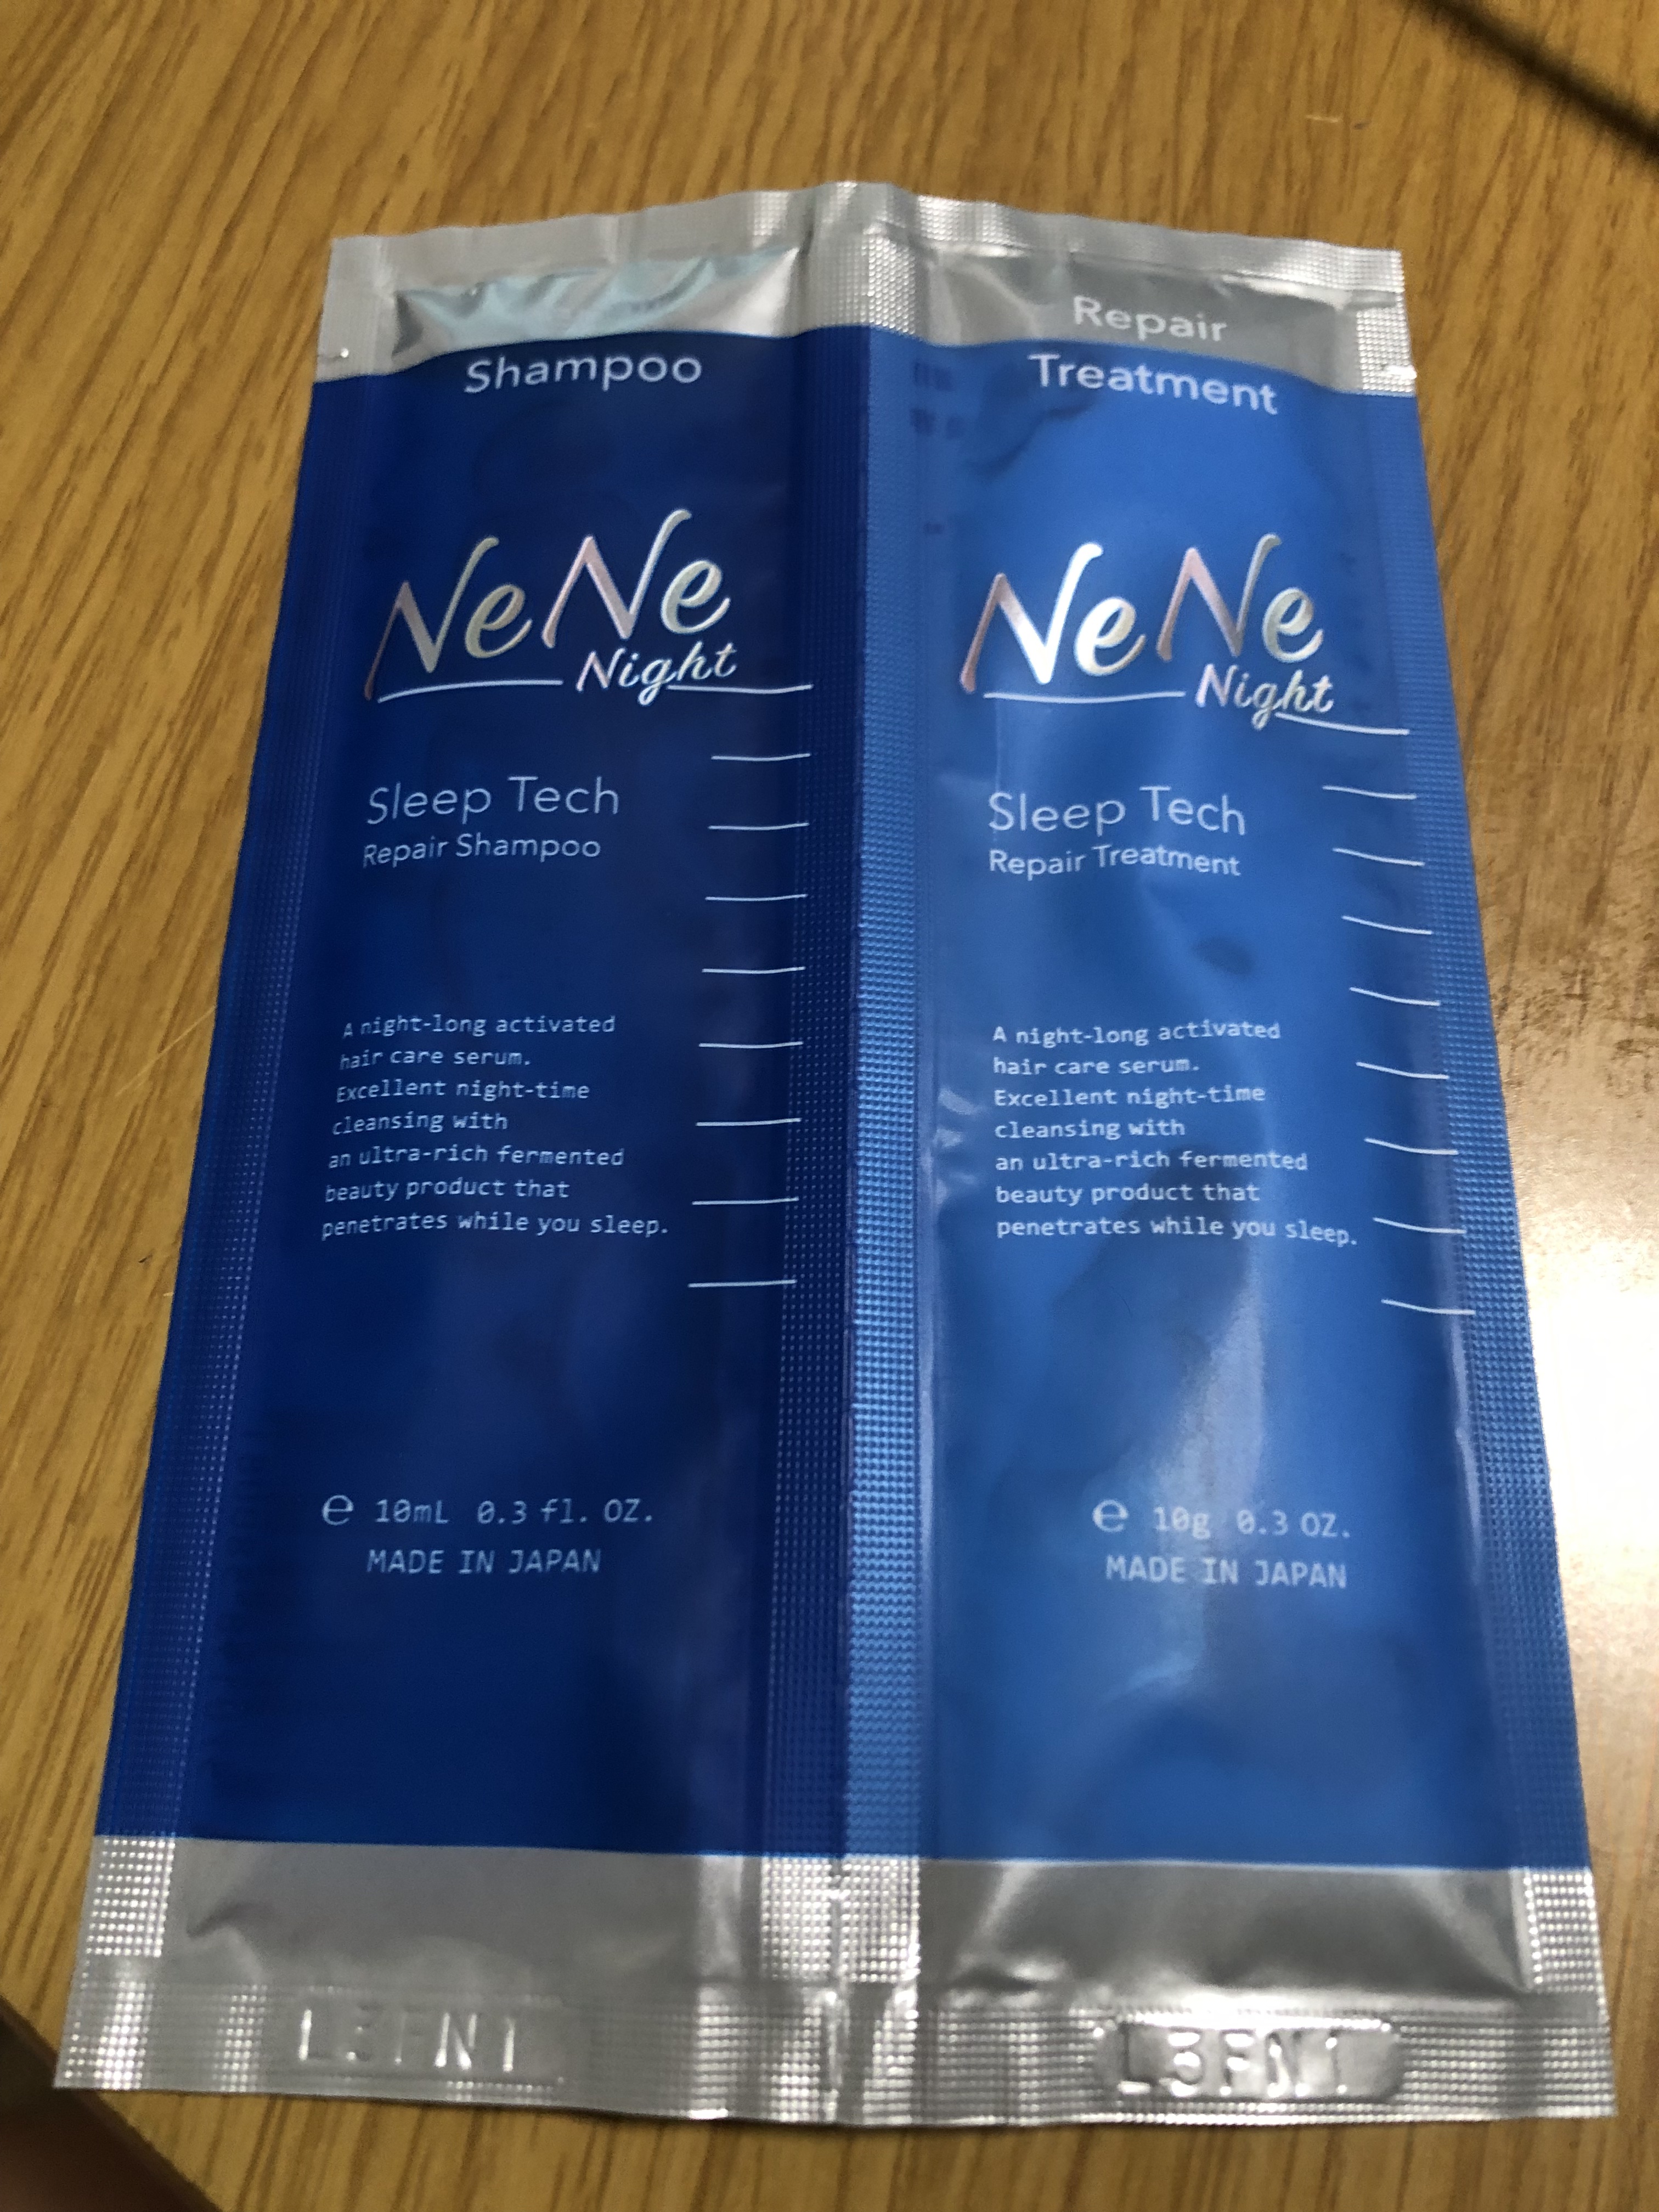 Shampoo
NeNe
Night
Sleep Tech
Repair Shampoo
A night-long activated
hair care serum.
Excellent night-time
cleansing with
an ultra-rich fermented
beauty product that
penetrates while you sleep.
e 10mL 0.3 fl. OZ.
MADE IN JAPAN
L3FN1
Repair
Treatment
NeNe
Night
Sleep Tech
Repair Treatment
A night-long activated
hair care serum.
Excellent night-time
cleansing with
an ultra-rich fermented
beauty product that
penetrates while you sleep.
e 10g 0.3 OZ.
MADE IN JAPAN
L3FN1